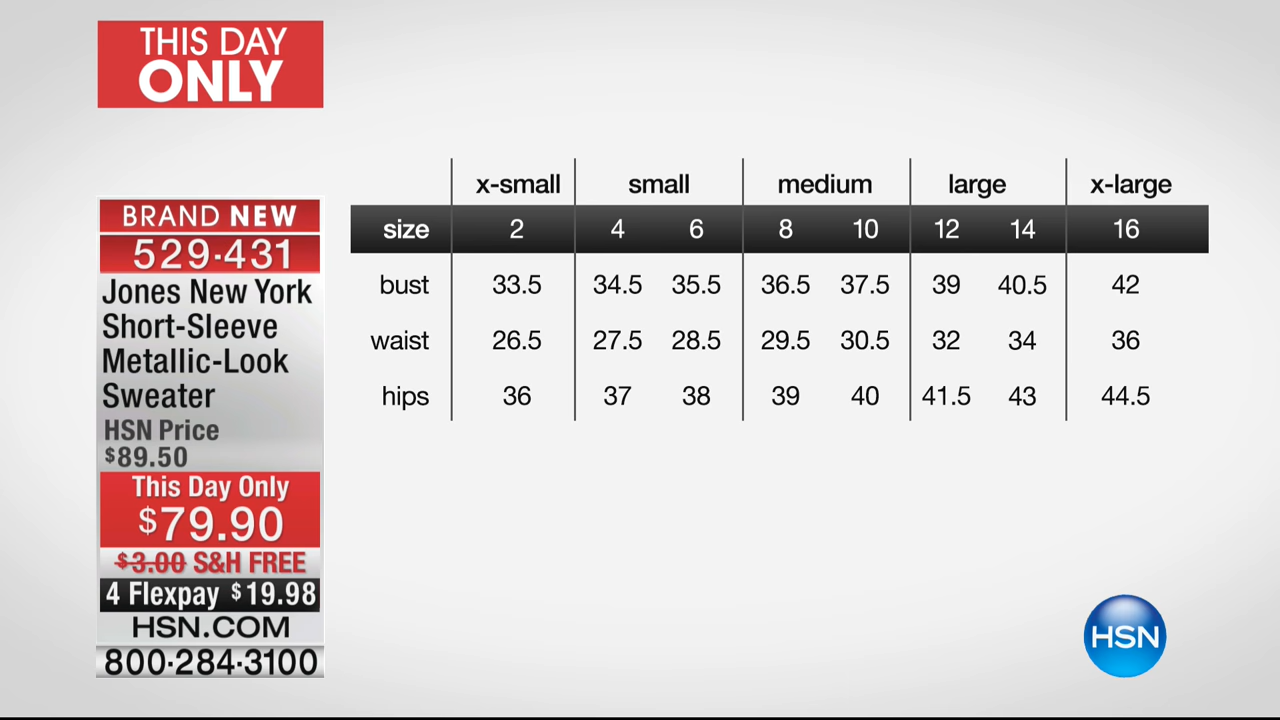 THIS DAY
ONLY
BRAND NEW
529-431
Jones New York
Short-Sleeve
Metallic-Look
Sweater
HSN Price
$89.50
This Day Only
$79.90
$3.00 S&H FREE
4 Flexpay $19.98
HSN.COM
800·284·3100
x-small small medium large x-large
size 2 4 6 8 10 12 14 16
bust 33.5 34.5 35.5 36.5 37.5 39 40.5 42
waist 26.5 27.5 28.5 29.5 30.5 32 34 36
hips 36 37 38 39 40 41.5 43 44.5
HSN